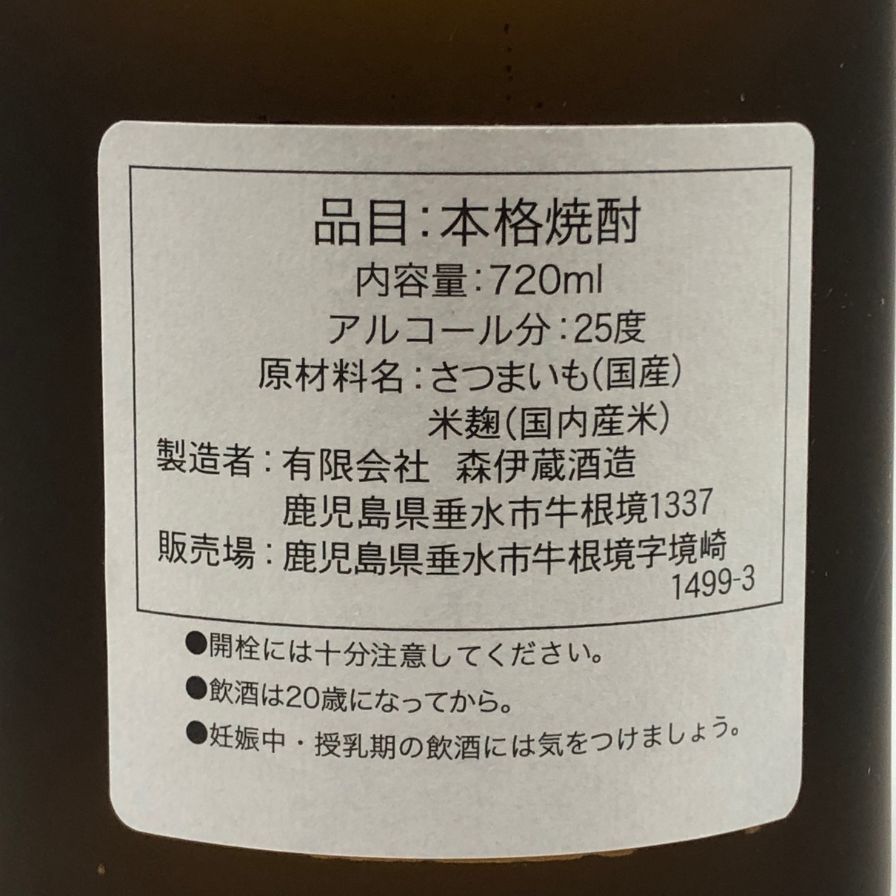 品目：本格焼酎
内容量：720ml
アルコール分：25度
原材料名：さつまいも(国産)
米麹(国内産米)
製造者：有限会社　森伊蔵酒造
鹿児島県垂水市牛根境1337
販売場：鹿児島県垂水市牛根境字境崎
1499-3
●開栓には十分注意してください。
●飲酒は20歳になってから。
●妊娠中・授乳期の飲酒には気をつけましょう。